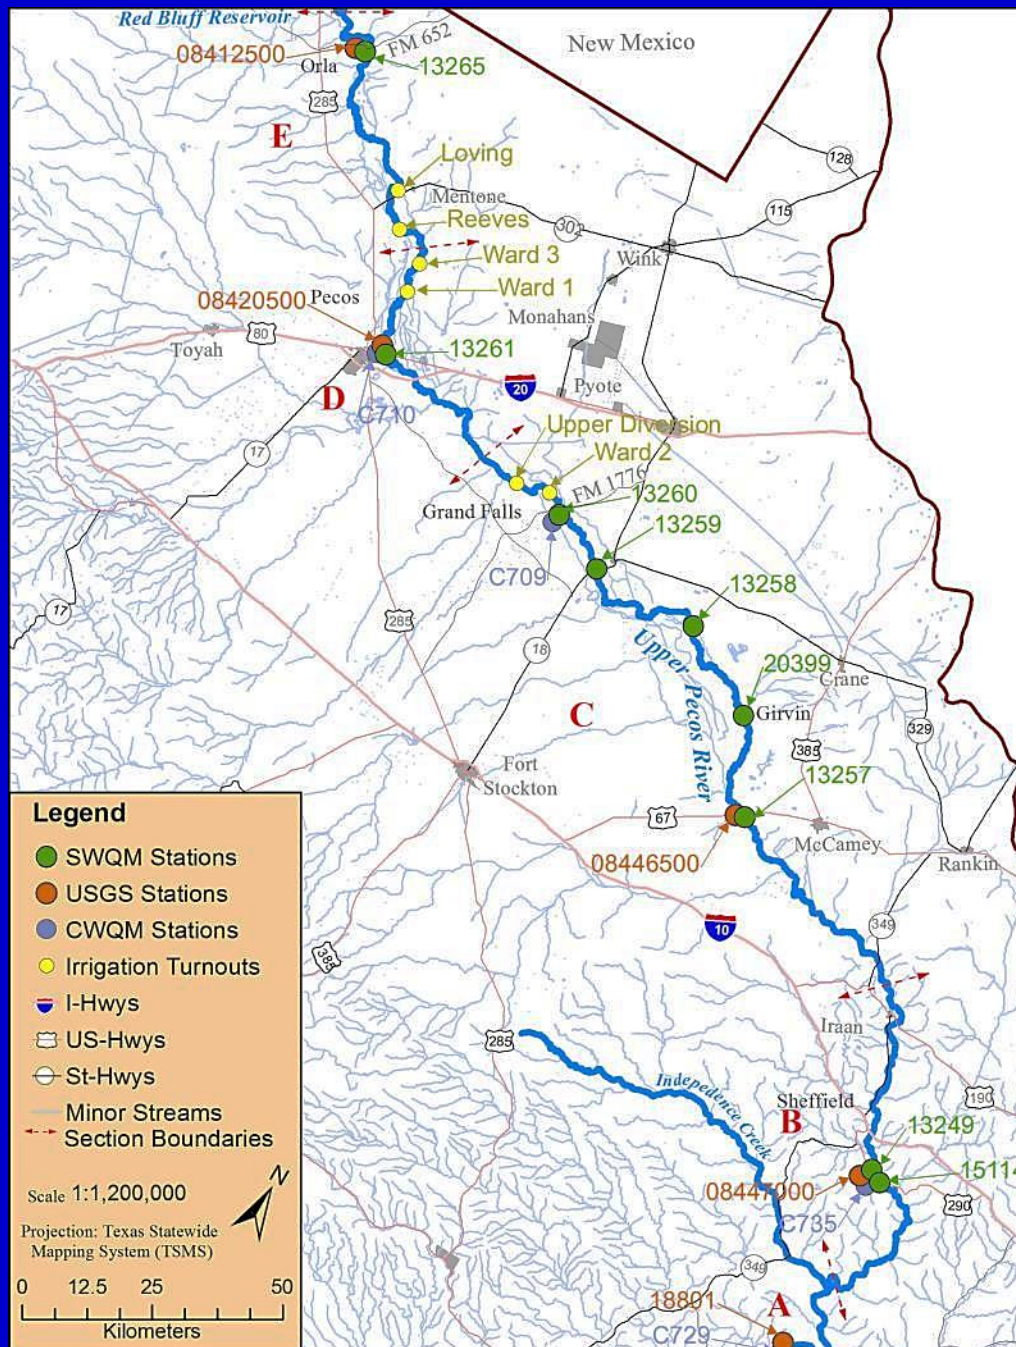 Red Bluff Reservoir
New Mexico
FM 652
08412500
Orla
13265
285
E
128
Loving
Mentone
115
Reeves
302
Ward 3
Wink
Ward 1
08420500
Pecos
Monahans
80
Toyah
13261
20
Pyote
D
C710
Upper Diversion
17
Ward 2
FM 1776
13260
Grand Falls
13259
C709
13258
17
285
18
Upper Pecos River
20399
Crane
C
Girvin
329
385
13257
Fort
Stockton
67
McCamey
08446500
Rankin
349
10
385
Iraan
285
Indepedence Creek
Sheffield
190
B
13249
15114
08447000
290
C735
349
18801
A
C729
Legend
SWQM Stations
USGS Stations
CWQM Stations
Irrigation Turnouts
I-Hwys
US-Hwys
St-Hwys
Minor Streams
Section Boundaries
N
Scale 1:1,200,000
Projection: Texas Statewide
Mapping System (TSMS)
0 12.5 25 50
Kilometers